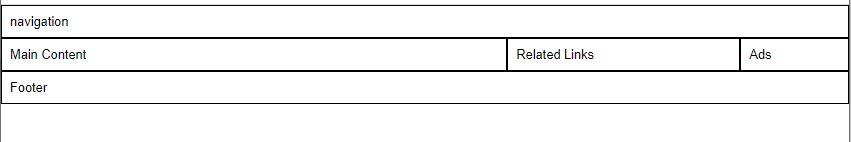 navigation
Main Content Related Links Ads
Footer